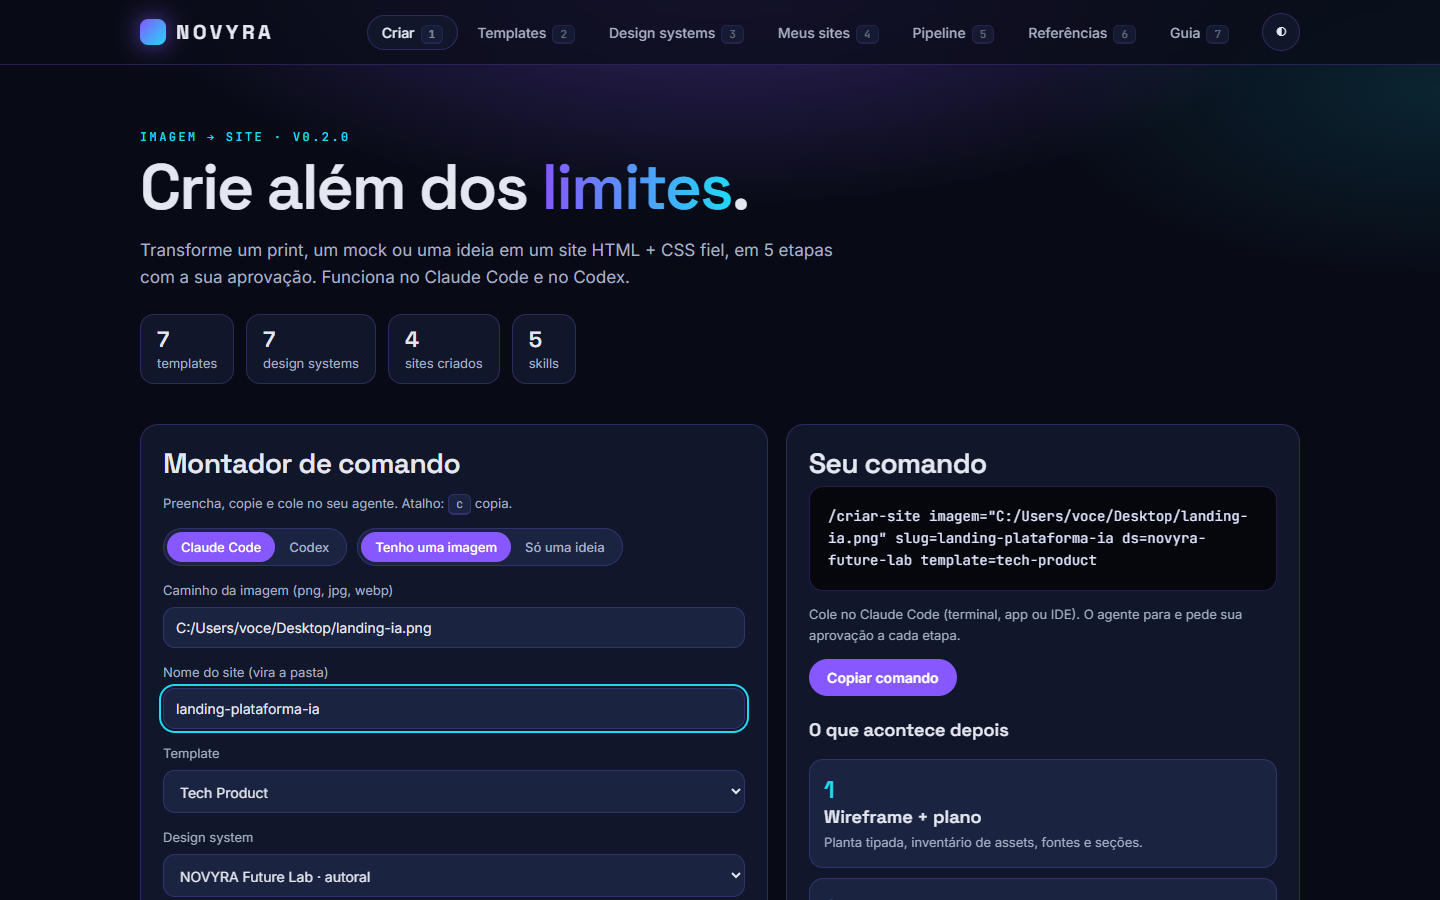 NOVYRA
Criar 1
Templates 2
Design systems 3
Meus sites 4
Pipeline 5
Referências 6
Guia 7
IMAGEM → SITE · V0.2.0
Crie além dos limites.
Transforme um print, um mock ou uma ideia em um site HTML + CSS fiel, em 5 etapas
com a sua aprovação. Funciona no Claude Code e no Codex.
7
templates
7
design systems
4
sites criados
5
skills
Montador de comando
Preencha, copie e cole no seu agente. Atalho: c copia.
Claude Code
Codex
Tenho uma imagem
Só uma ideia
Caminho da imagem (png, jpg, webp)
C:/Users/voce/Desktop/landing-ia.png
Nome do site (vira a pasta)
landing-plataforma-ia
Template
Tech Product
Design system
NOVYRA Future Lab · autoral
Seu comando
/criar-site imagem="C:/Users/voce/Desktop/landing-
ia.png" slug=landing-plataforma-ia ds=novyra-
future-lab template=tech-product
Cole no Claude Code (terminal, app ou IDE). O agente para e pede sua
aprovação a cada etapa.
Copiar comando
O que acontece depois
1
Wireframe + plano
Planta tipada, inventário de assets, fontes e seções.